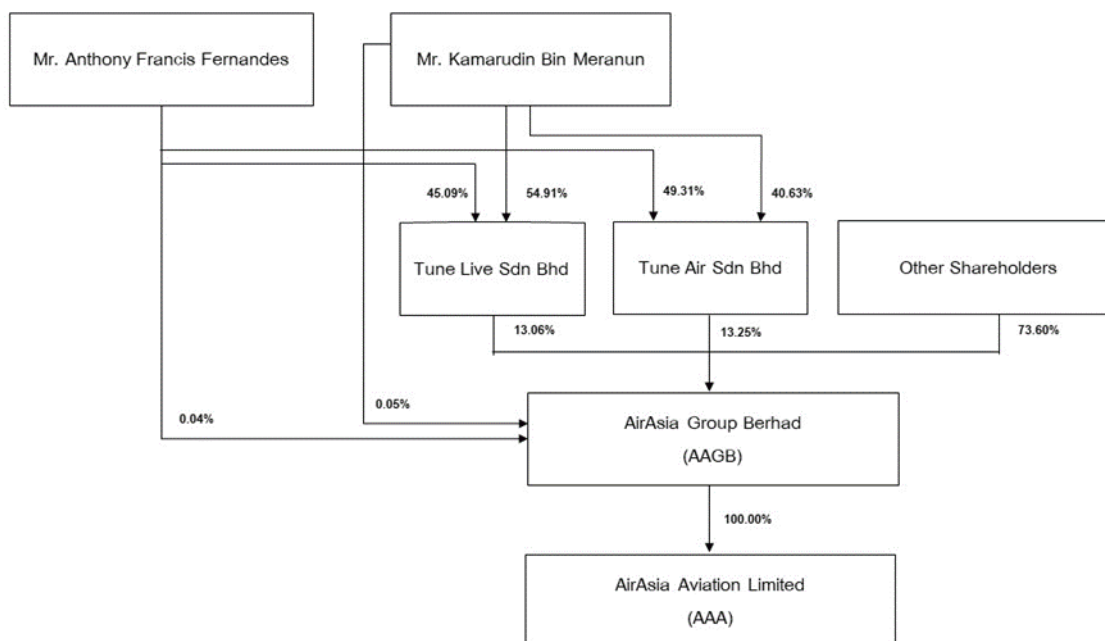 Mr. Anthony Francis Fernandes
Mr. Kamarudin Bin Meranun
45.09%
54.91%
49.31%
40.63%
Tune Live Sdn Bhd
Tune Air Sdn Bhd
Other Shareholders
13.06%
13.25%
73.60%
0.04%
0.05%
AirAsia Group Berhad
(AAGB)
100.00%
AirAsia Aviation Limited
(AAA)